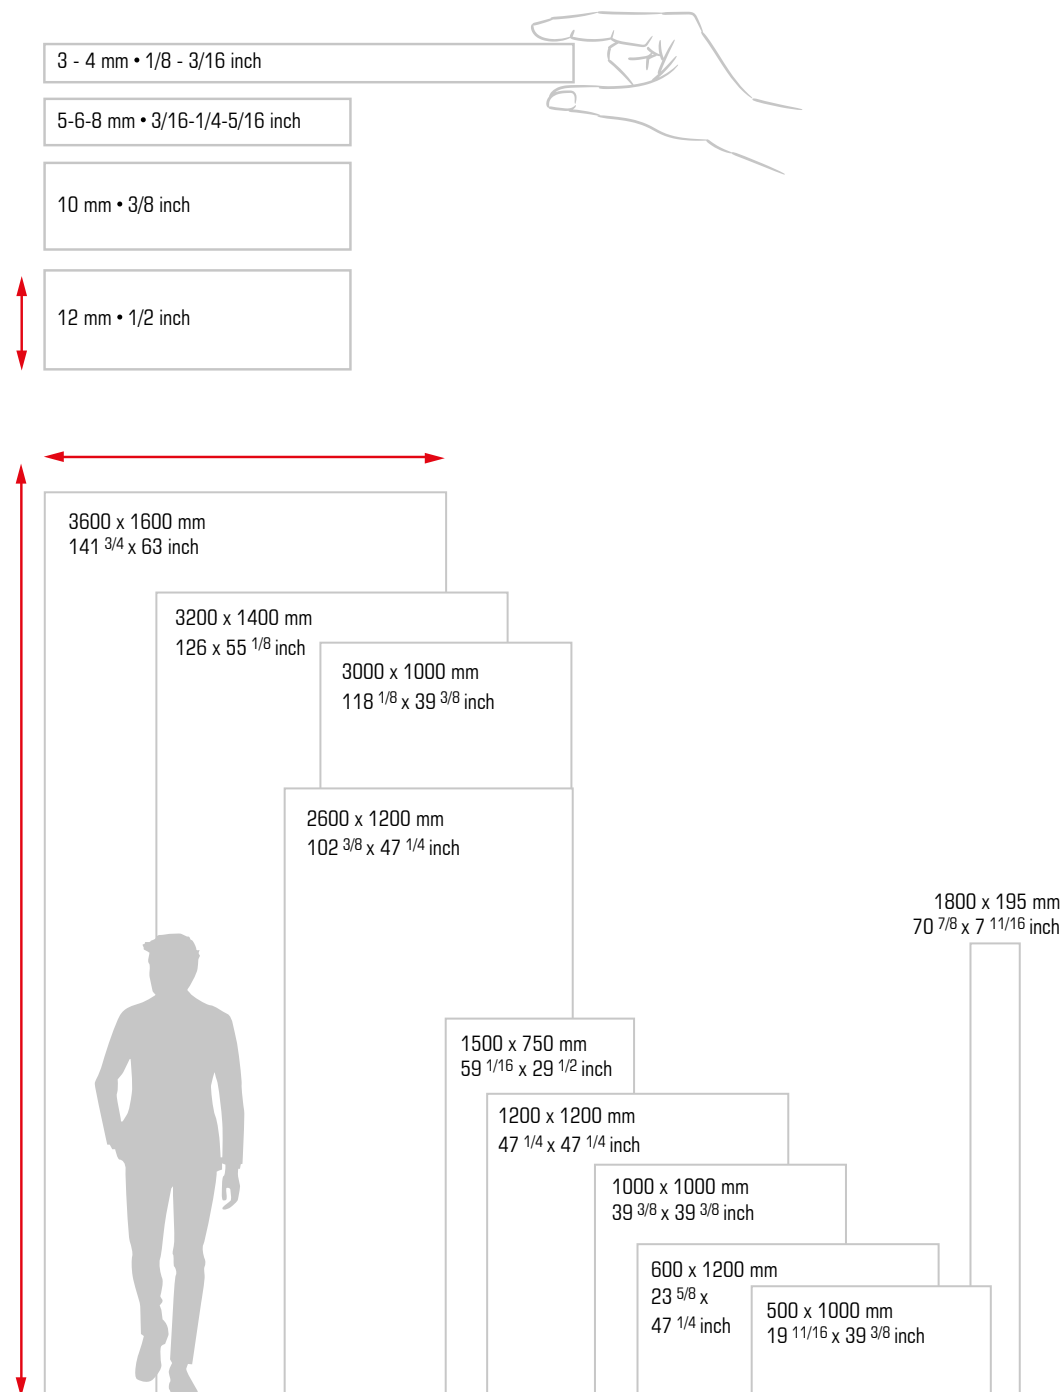 3 - 4 mm • 1/8 - 3/16 inch
5-6-8 mm • 3/16-1/4-5/16 inch
10 mm • 3/8 inch
12 mm • 1/2 inch
3600 x 1600 mm
141 3/4 x 63 inch
3200 x 1400 mm
126 x 55 1/8 inch
3000 x 1000 mm
118 1/8 x 39 3/8 inch
2600 x 1200 mm
102 3/8 x 47 1/4 inch
1800 x 195 mm
70 7/8 x 7 11/16 inch
1500 x 750 mm
59 1/16 x 29 1/2 inch
1200 x 1200 mm
47 1/4 x 47 1/4 inch
1000 x 1000 mm
39 3/8 x 39 3/8 inch
600 x 1200 mm
23 5/8 x
47 1/4 inch
500 x 1000 mm
19 11/16 x 39 3/8 inch